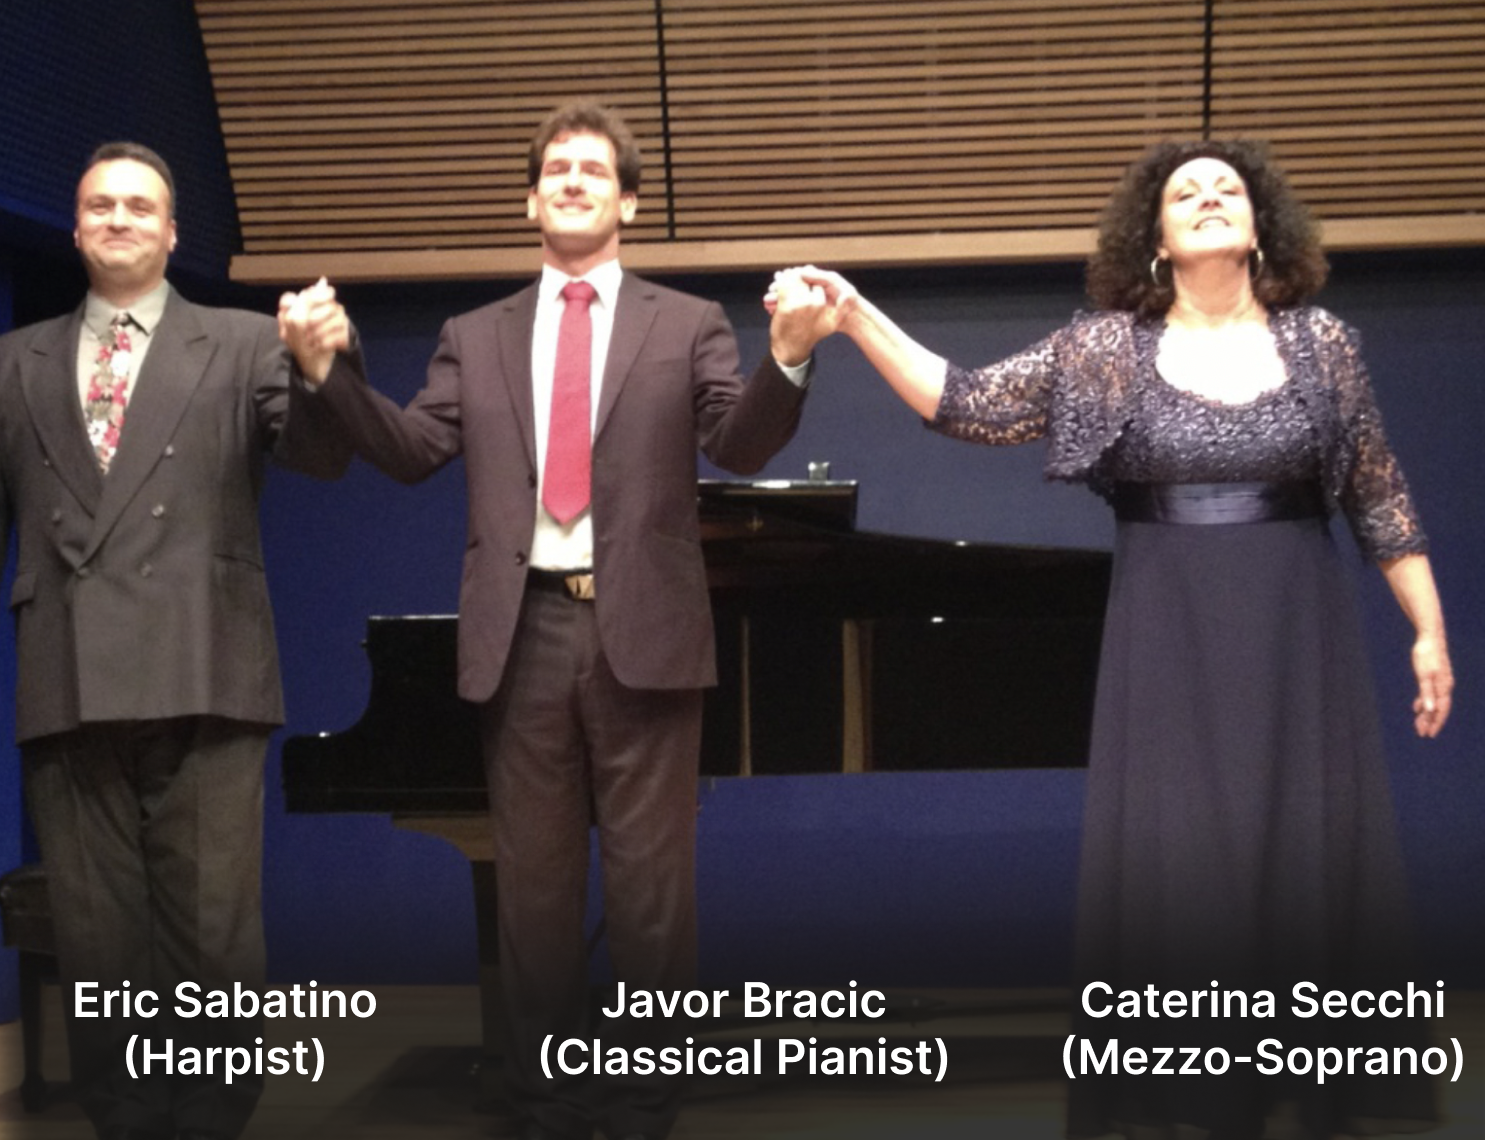 Eric Sabatino
(Harpist)
Javor Bracic
(Classical Pianist)
Caterina Secchi
(Mezzo-Soprano)